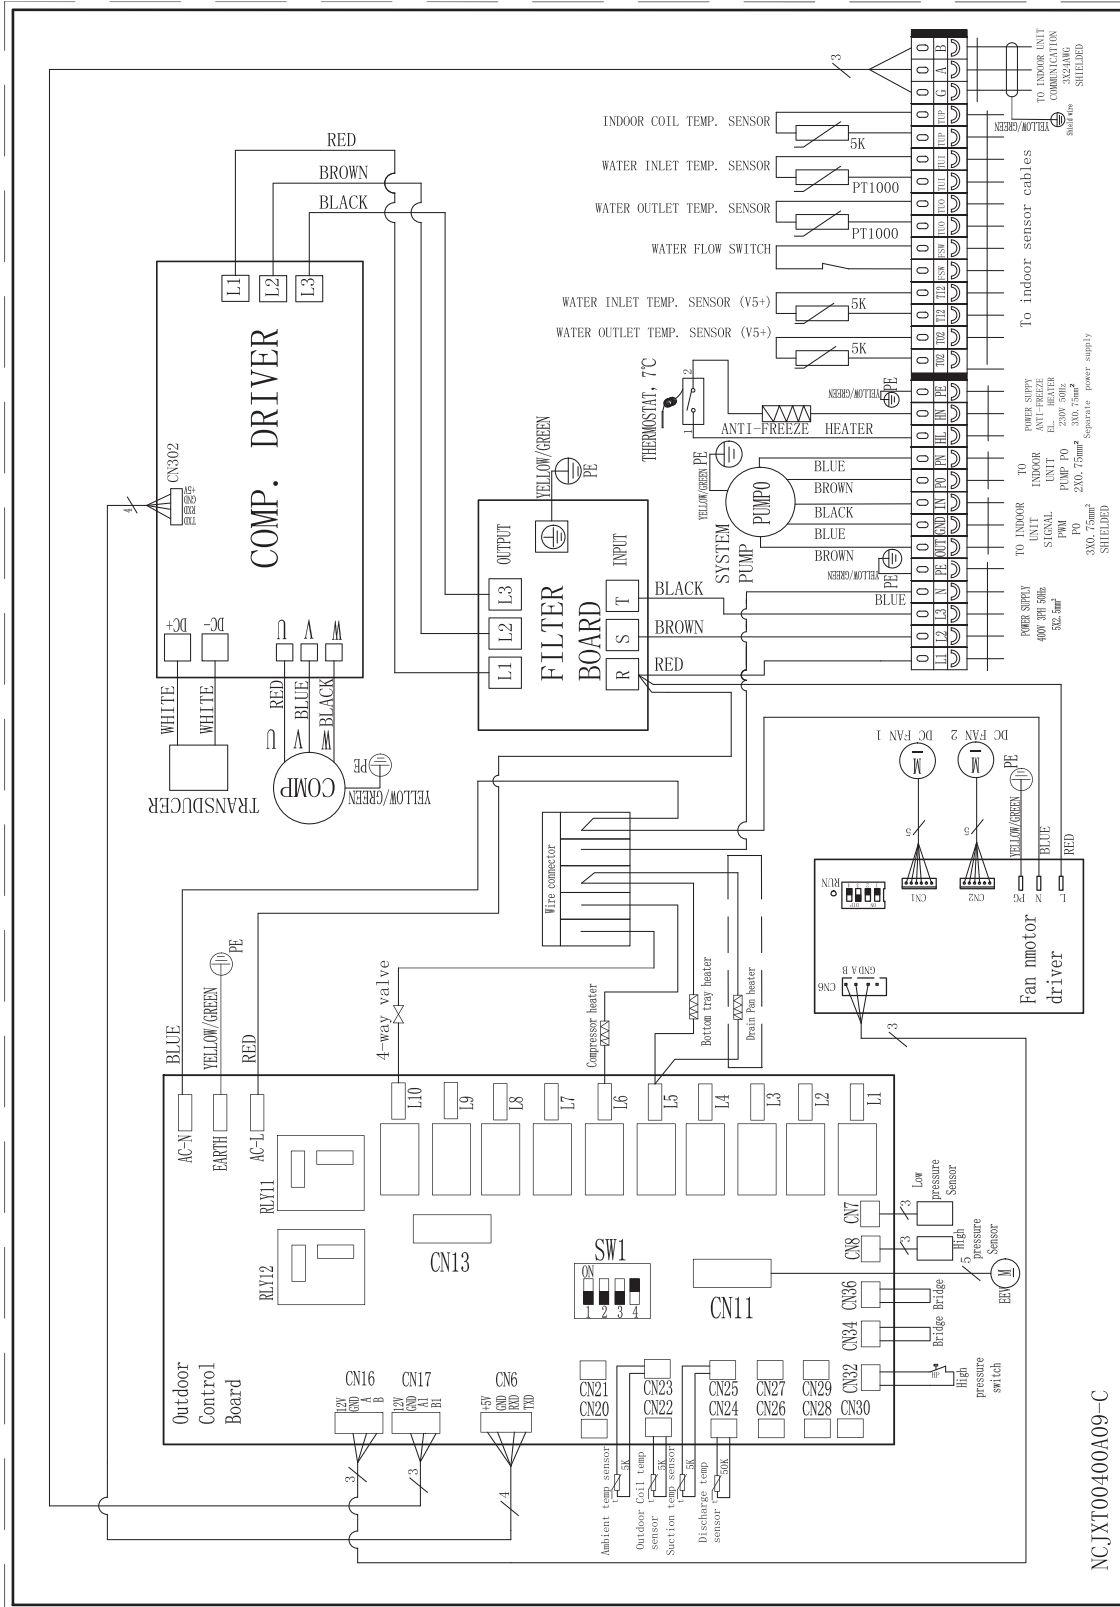 TO INDOOR UNIT
COMMUNICATION
3X24AWG
SHIELDED
YELLOW/GREEN
Shield wire
3
B
A
G
TUP
TUP
TUI
TUI
TUO
TUO
FSW
FSW
TI2
TI2
TO2
TO2
PE
HN
HL
PN
PO
IN
GND
OUT
PE
N
L3
L2
L1
INDOOR COIL TEMP. SENSOR
5K
WATER INLET TEMP. SENSOR
PT1000
WATER OUTLET TEMP. SENSOR
PT1000
WATER FLOW SWITCH
WATER INLET TEMP. SENSOR (V5+)
5K
WATER OUTLET TEMP. SENSOR (V5+)
5K
To indoor sensor cables
THERMOSTAT, 7℃
1
2
YELLOW/GREEN
PE
ANTI-FREEZE HEATER
POWER SUPPY
ANTI-FREEZE
EL. HEATER
230V 50Hz
3X0.75mm²
Separate power supply
TO
INDOOR
UNIT
PUMP PO
2X0.75mm²
TO INDOOR
UNIT
SIGNAL
PWM
PO
3X0.75mm²
SHIELDED
POWER SUPPLY
400V 3PH 50Hz
5X2.5mm²
YELLOW/GREEN
PE
PUMPO
SYSTEM
PUMP
BLUE
BROWN
BLACK
BLUE
BROWN
YELLOW/GREEN
PE
BLUE
RED
BROWN
BLACK
L1
L2
L3
COMP. DRIVER
CN302
+5V
GND
RXD
TXD
4
DC+
DC-
U
V
W
WHITE
WHITE
RED
BLUE
BLACK
U
V
W
TRANSDUCER
COMP
PE
YELLOW/GREEN
YELLOW/GREEN
PE
OUTPUT
INPUT
L3
L2
L1
FILTER
BOARD
T
S
R
BLACK
BROWN
RED
Wire connector
DC FAN 1
M
DC FAN 2
M
5
5
PE
YELLOW/GREEN
BLUE
RED
RUN
CN1
CN2
PG
N
L
CN6
GND A B
Fan nmotor
driver
3
BLUE
YELLOW/GREEN
PE
RED
4-way valve
Compressor heater
Bottom tray heater
Drain Pan heater
AC-N
EARTH
AC-L
L10
L9
L8
L7
L6
L5
L4
L3
L2
L1
RLY11
RLY12
CN13
SW1
ON
1 2 3 4
CN11
CN7
3
Low
pressure
Sensor
CN8
3
High
pressure
Sensor
5
M
EEV
CN36
Bridge
CN34
Bridge
CN32
HP
High
pressure
switch
Outdoor
Control
Board
CN16
12V
GND
A
B
CN17
12V
GND
A1
B1
CN6
+5V
GND
RXD
TXD
3
3
4
CN21
CN20
CN23
CN22
CN25
CN24
CN27
CN26
CN29
CN28
CN30
Ambient temp sensor
t
5K
Outdoor Coil temp
sensor
t
5K
Suction temp sensor
t
5K
Discharge temp
sensor
t
50K
NCJXT00400A09-C